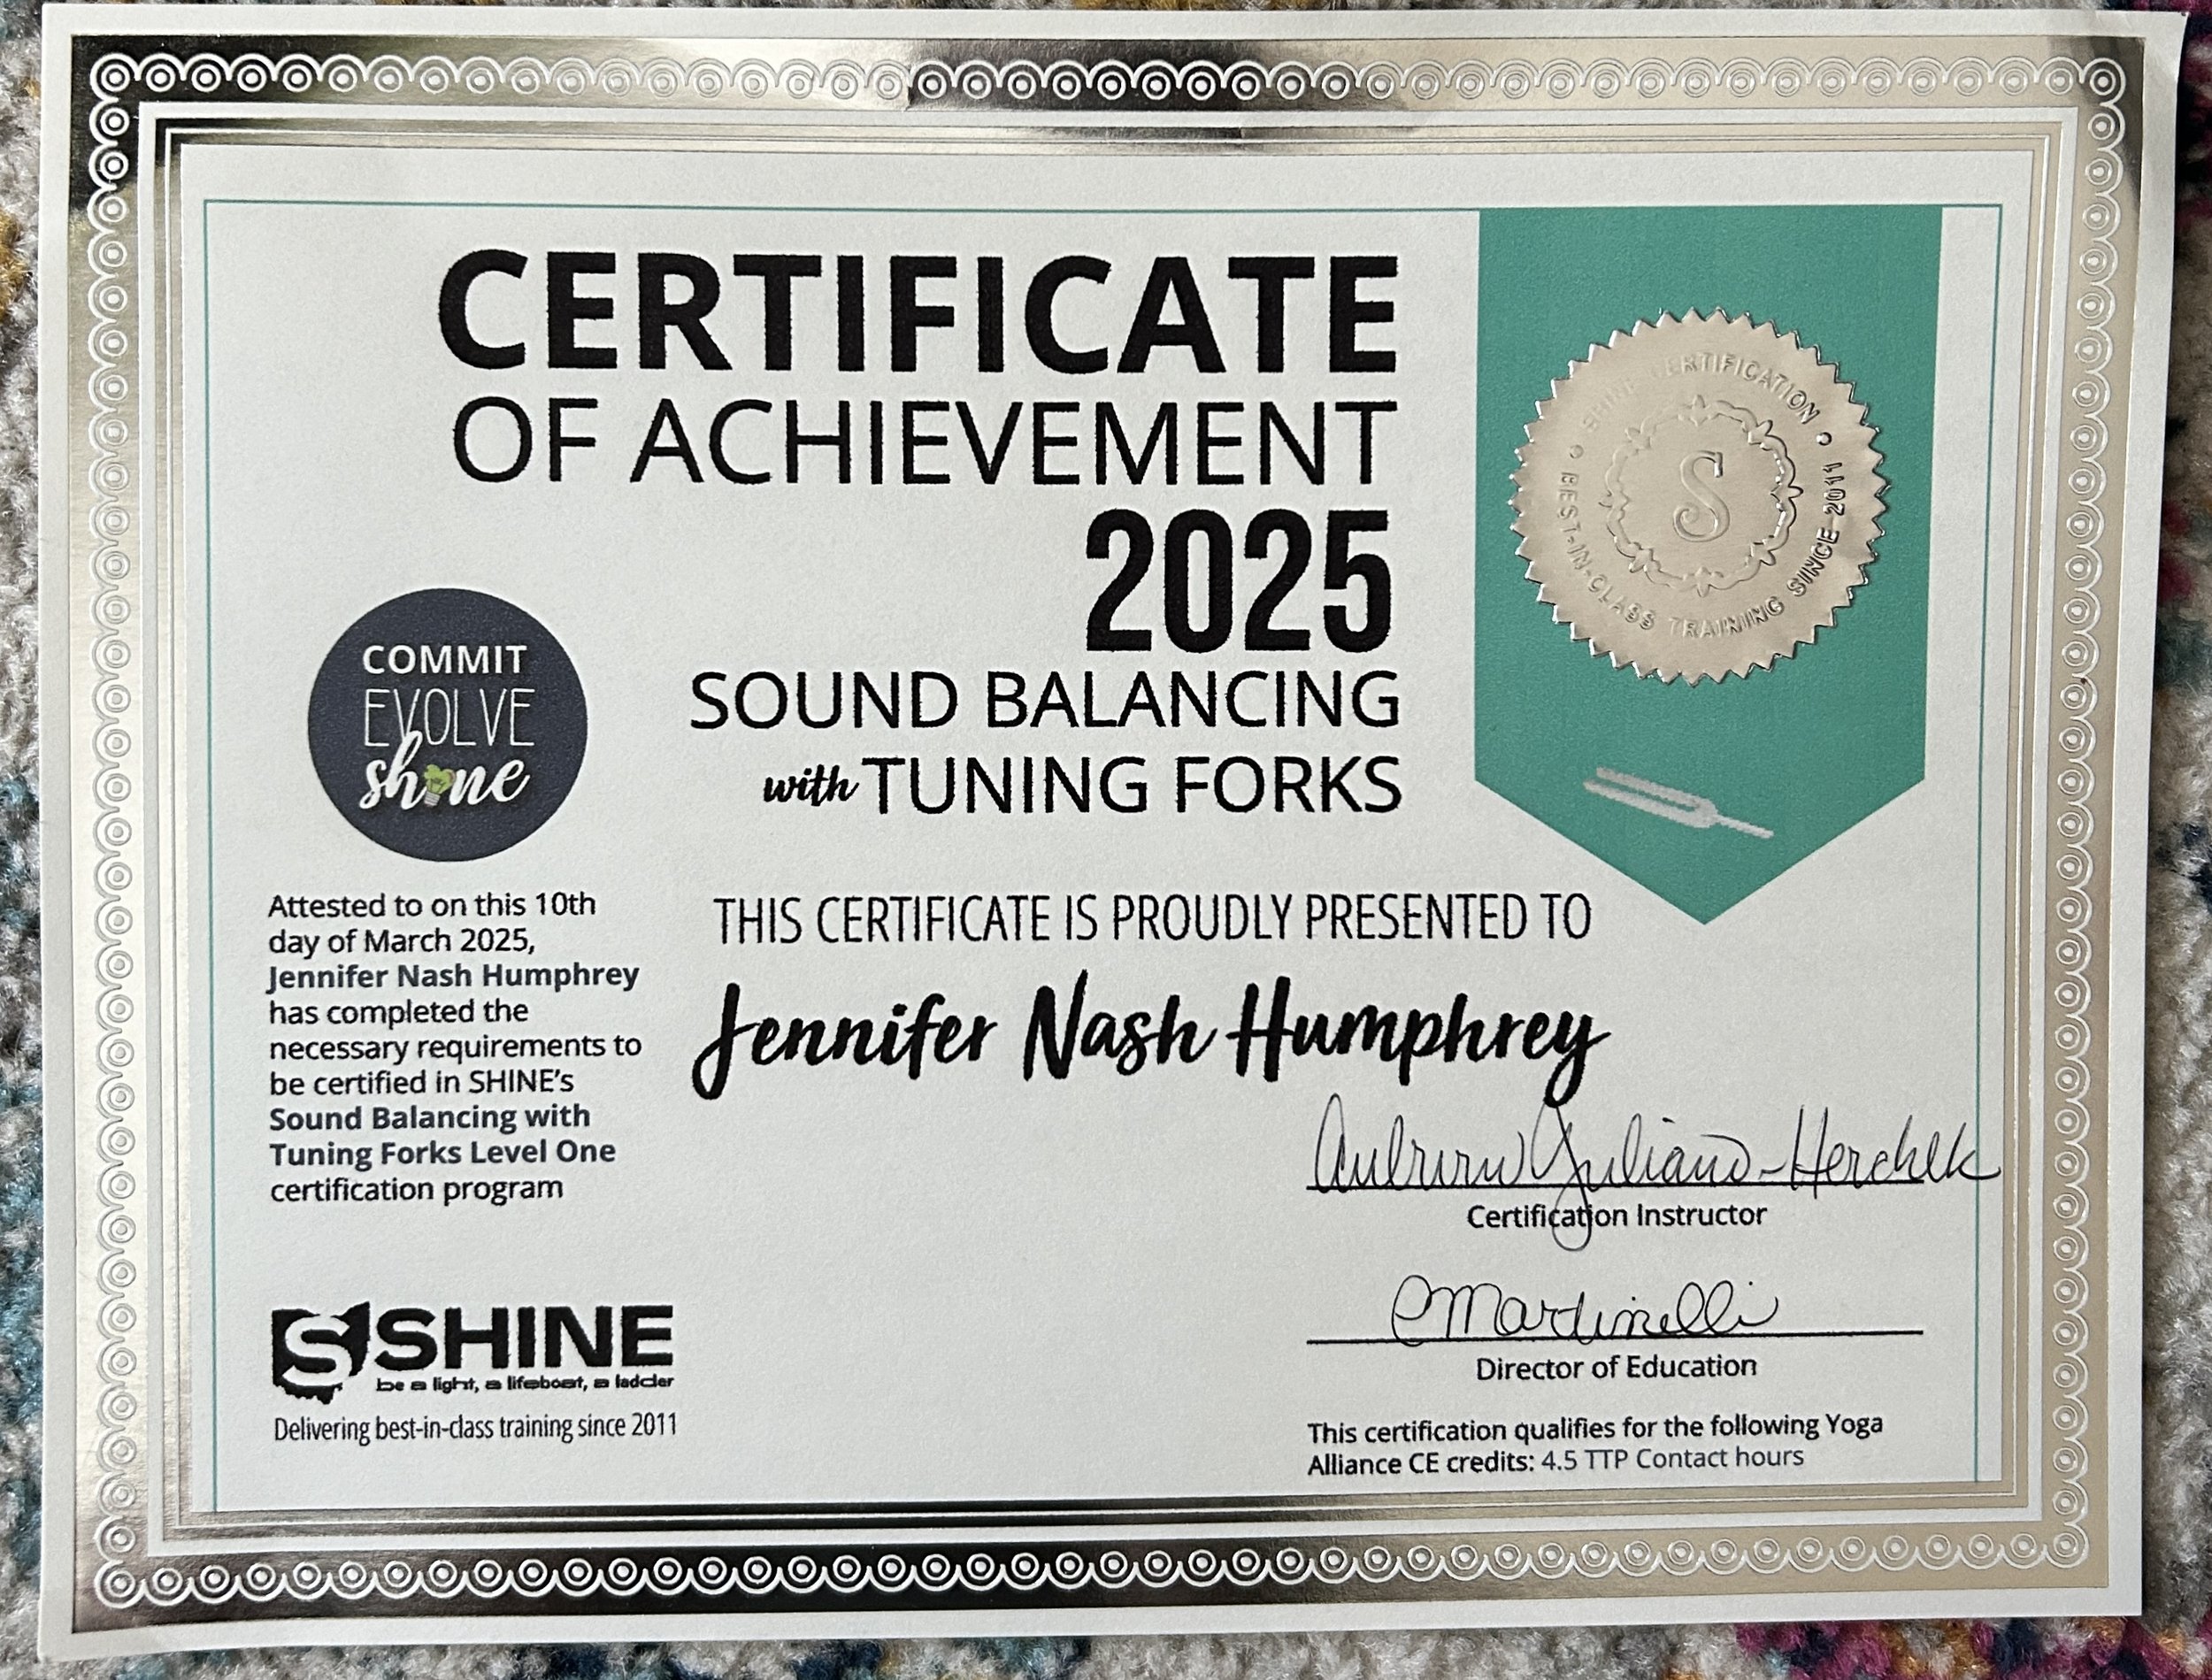 CERTIFICATE
OF ACHIEVEMENT
2025
SOUND BALANCING
with TUNING FORKS
SHINE CERTIFICATION
BEST-IN-CLASS TRAINING SINCE 2011
S
COMMIT
EVOLVE
shine
Attested to on this 10th
day of March 2025,
Jennifer Nash Humphrey
has completed the
necessary requirements to
be certified in SHINE's
Sound Balancing with
Tuning Forks Level One
certification program
THIS CERTIFICATE IS PROUDLY PRESENTED TO
Jennifer Nash Humphrey
Auburn Juliano-Herchek
Certification Instructor
CMartinelli
Director of Education
S SHINE
be a light, a lifeboat, a ladder
Delivering best-in-class training since 2011
This certification qualifies for the following Yoga
Alliance CE credits: 4.5 TTP Contact hours